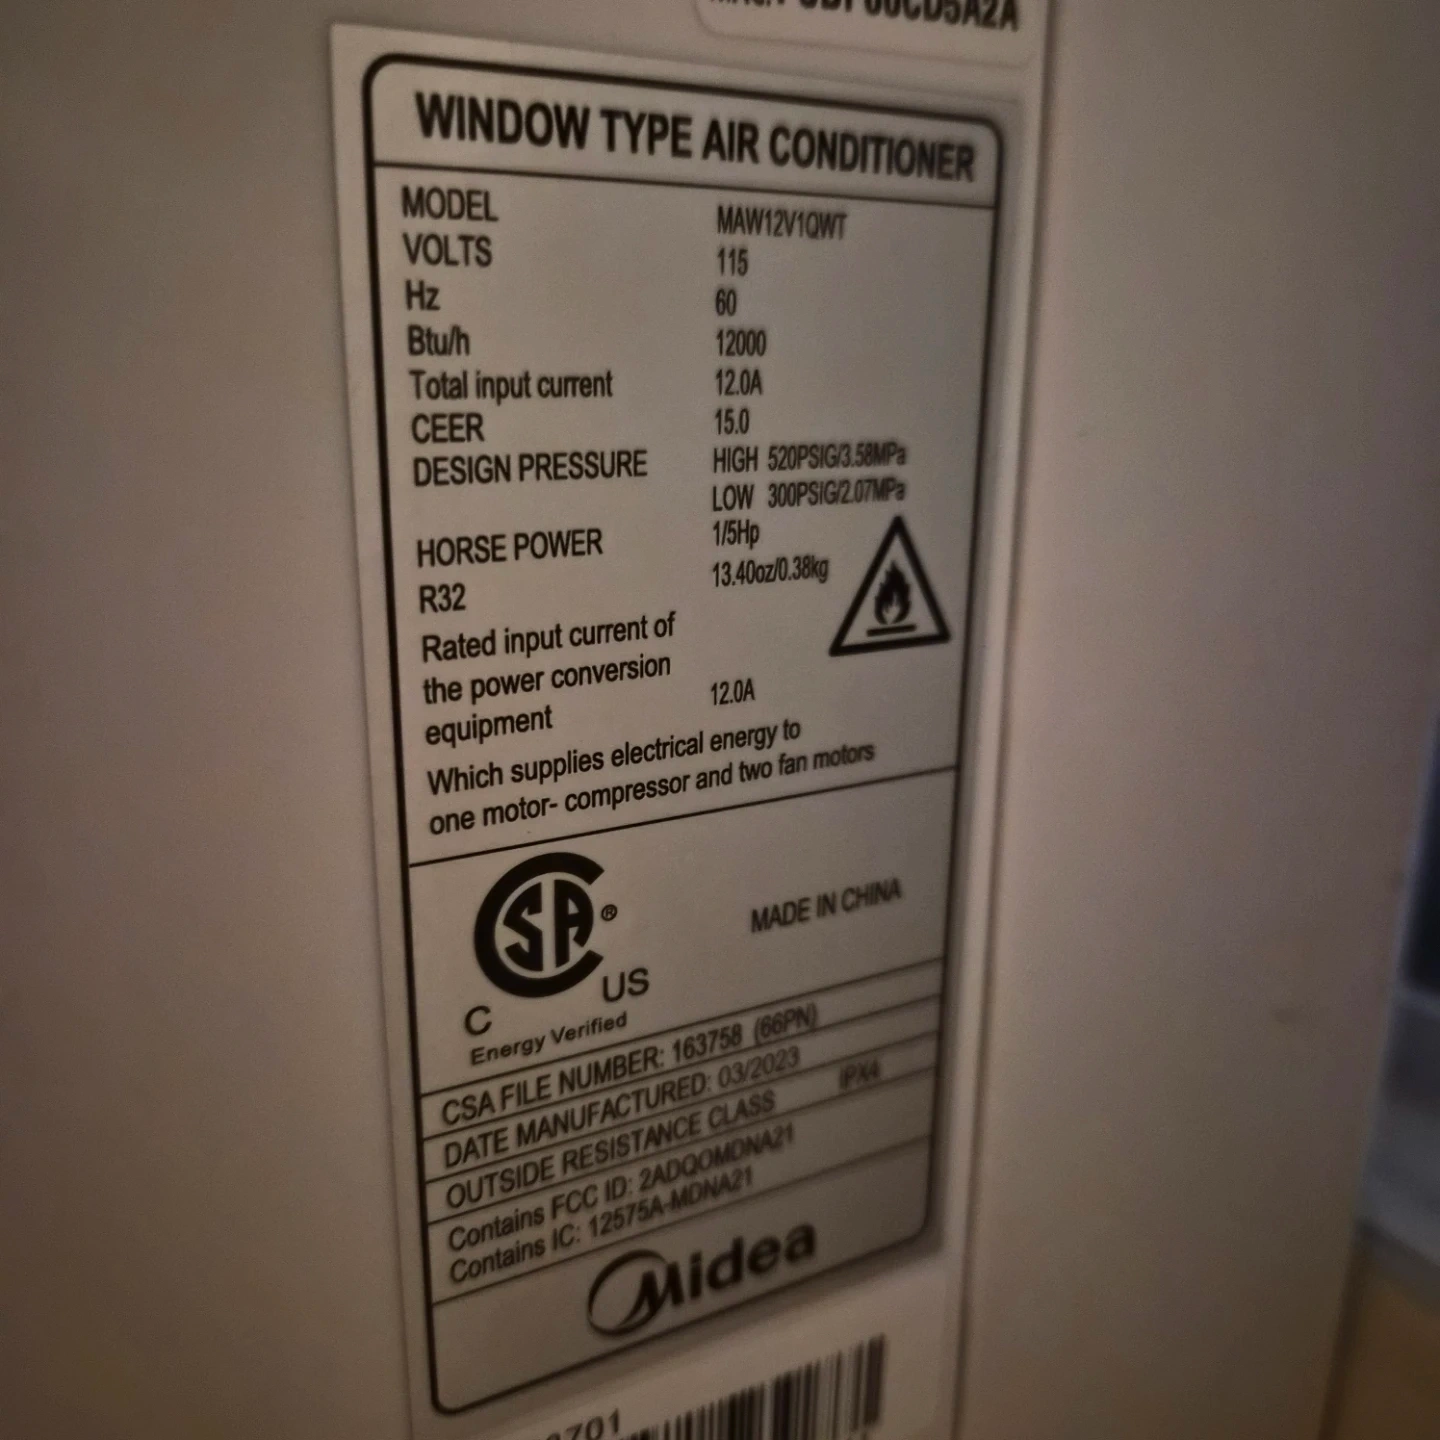 WINDOW TYPE AIR CONDITIONER
MODEL MAW12V1QWT
VOLTS 115
Hz 60
Btu/h 12000
Total input current 12.0A
CEER 15.0
DESIGN PRESSURE HIGH 520PSIG/3.58MPa
LOW 300PSIG/2.07MPa
HORSE POWER 1/5Hp
R32 13.40oz/0.38kg
Rated input current of
the power conversion
equipment 12.0A
Which supplies electrical energy to
one motor- compressor and two fan motors
CSA®
C US
Energy Verified
MADE IN CHINA
CSA FILE NUMBER: 163758 (66PN)
DATE MANUFACTURED: 03/2023
OUTSIDE RESISTANCE CLASS IPX4
Contains FCC ID: 2ADQOMDNA21
Contains IC: 12575A-MDNA21
Midea